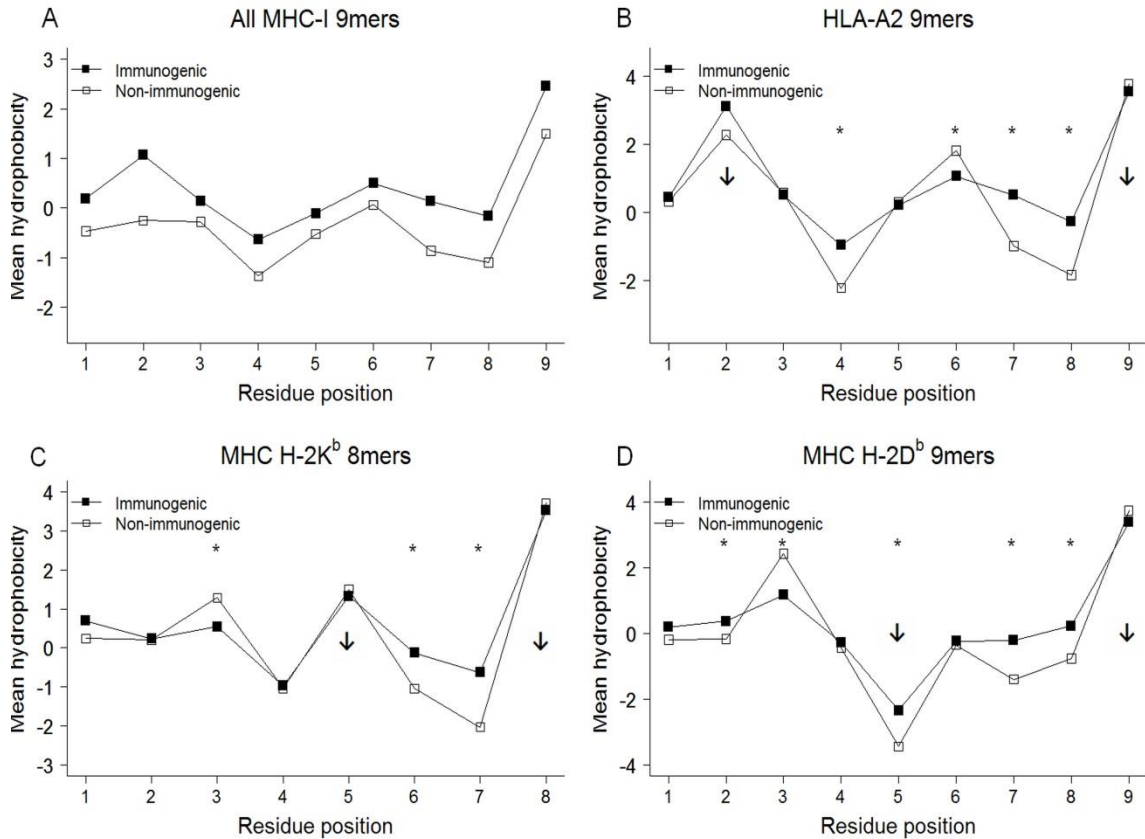 A
All MHC-I 9mers
Mean hydrophobicity
3
2
1
0
-1
-2
Immunogenic
Non-immunogenic
1 2 3 4 5 6 7 8 9
Residue position
B
HLA-A2 9mers
Mean hydrophobicity
4
2
0
-2
Immunogenic
Non-immunogenic
* * * *
↓ ↓
1 2 3 4 5 6 7 8 9
Residue position
C
MHC H-2Kᵇ 8mers
Mean hydrophobicity
4
3
2
1
0
-1
-2
-3
Immunogenic
Non-immunogenic
* * *
↓ ↓
1 2 3 4 5 6 7 8
Residue position
D
MHC H-2Dᵇ 9mers
Mean hydrophobicity
4
2
0
-2
-4
Immunogenic
Non-immunogenic
* * * * *
↓ ↓
1 2 3 4 5 6 7 8 9
Residue position